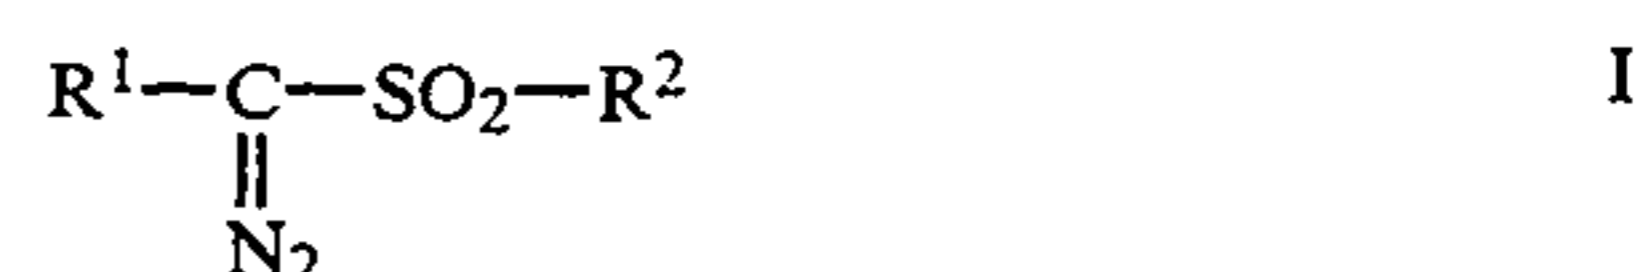 R¹—C—SO₂—R² I
N₂